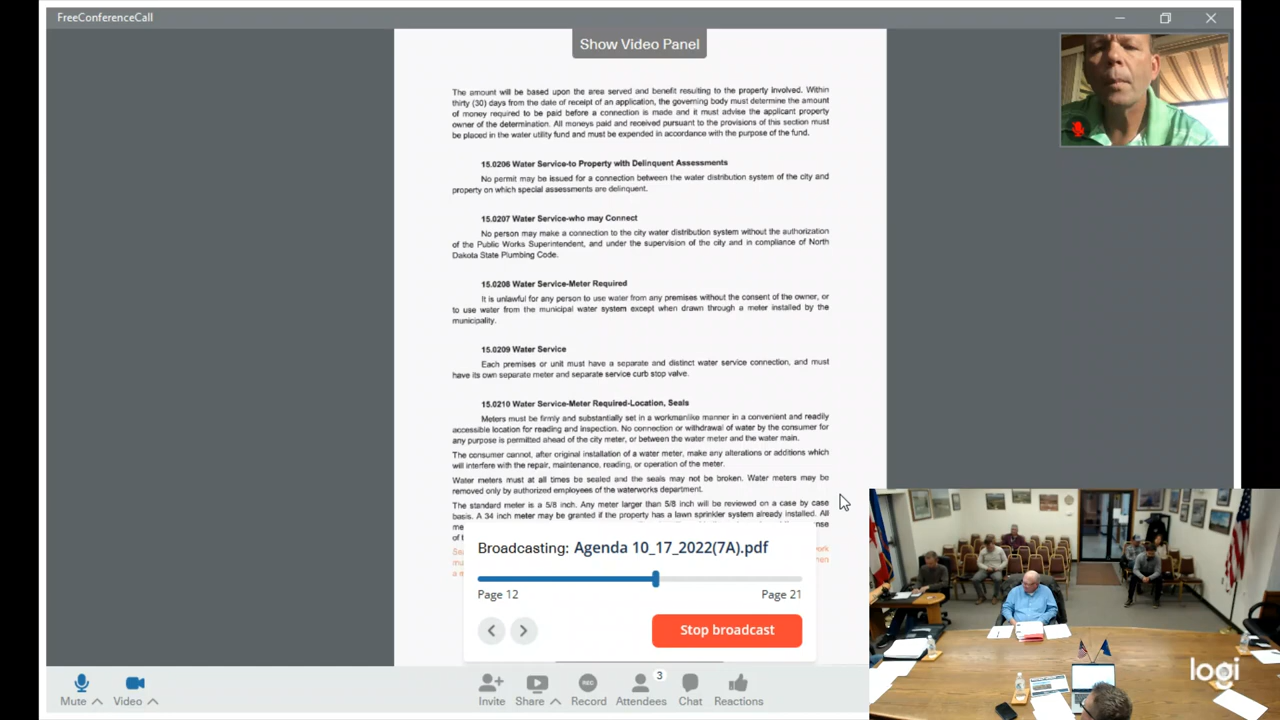 FreeConferenceCall
Show Video Panel
The amount will be based upon the area served and benefit resulting to the property involved. Within
thirty (30) days from the date of receipt of an application, the governing body must determine the amount
of money required to be paid before a connection is made and it must advise the applicant property
owner of the determination. All moneys paid and received pursuant to the provisions of this section must
be placed in the water utility fund and must be expended in accordance with the purpose of the fund.
15.0206 Water Service-to Property with Delinquent Assessments
No permit may be issued for a connection between the water distribution system of the city and
property on which special assessments are delinquent.
15.0207 Water Service-who may Connect
No person may make a connection to the city water distribution system without the authorization
of the Public Works Superintendent, and under the supervision of the city and in compliance of North
Dakota State Plumbing Code.
15.0208 Water Service-Meter Required
It is unlawful for any person to use water from any premises without the consent of the owner, or
to use water from the municipal water system except when drawn through a meter installed by the
municipality.
15.0209 Water Service
Each premises or unit must have a separate and distinct water service connection, and must
have its own separate meter and separate service curb stop valve.
15.0210 Water Service-Meter Required-Location, Seals
Meters must be firmly and substantially set in a workmanlike manner in a convenient and readily
accessible location for reading and inspection. No connection or withdrawal of water by the consumer for
any purpose is permitted ahead of the city meter, or between the water meter and the water main.
The consumer cannot, after original installation of a water meter, make any alterations or additions which
will interfere with the repair, maintenance, reading, or operation of the meter.
Water meters must at all times be sealed and the seals may not be broken. Water meters may be
removed only by authorized employees of the waterworks department.
The standard meter is a 5/8 inch. Any meter larger than 5/8 inch will be reviewed on a case by case
basis. A 34 inch meter may be granted if the property has a lawn sprinkler system already installed. All
Broadcasting: Agenda 10_17_2022(7A).pdf
Page 12
Page 21
Stop broadcast
Mute
Video
Invite
Share
REC
Record
3
Attendees
Chat
Reactions
logi